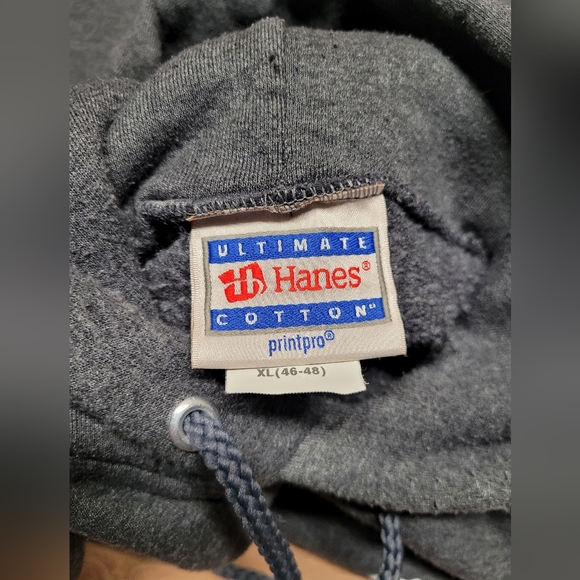 ULTIMATE
Hanes®
COTTON®
printpro®
XL(46-48)